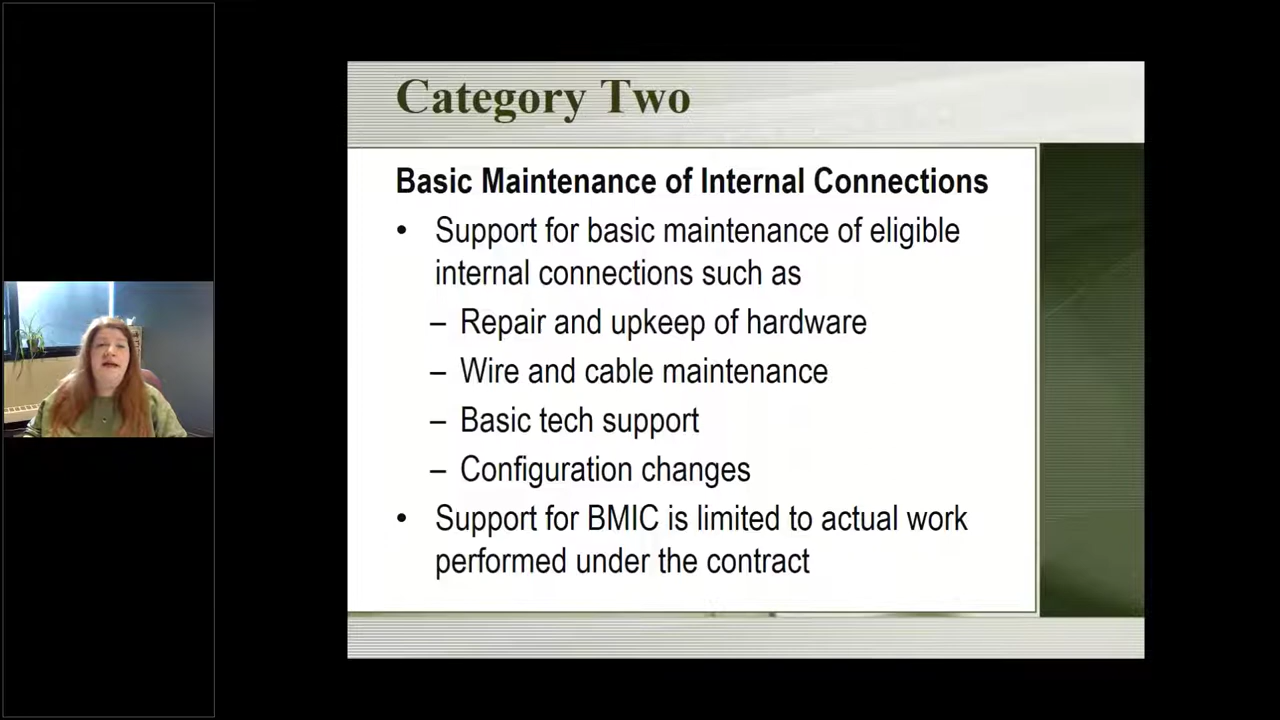 Category Two
Basic Maintenance of Internal Connections
• Support for basic maintenance of eligible
internal connections such as
– Repair and upkeep of hardware
– Wire and cable maintenance
– Basic tech support
– Configuration changes
• Support for BMIC is limited to actual work
performed under the contract